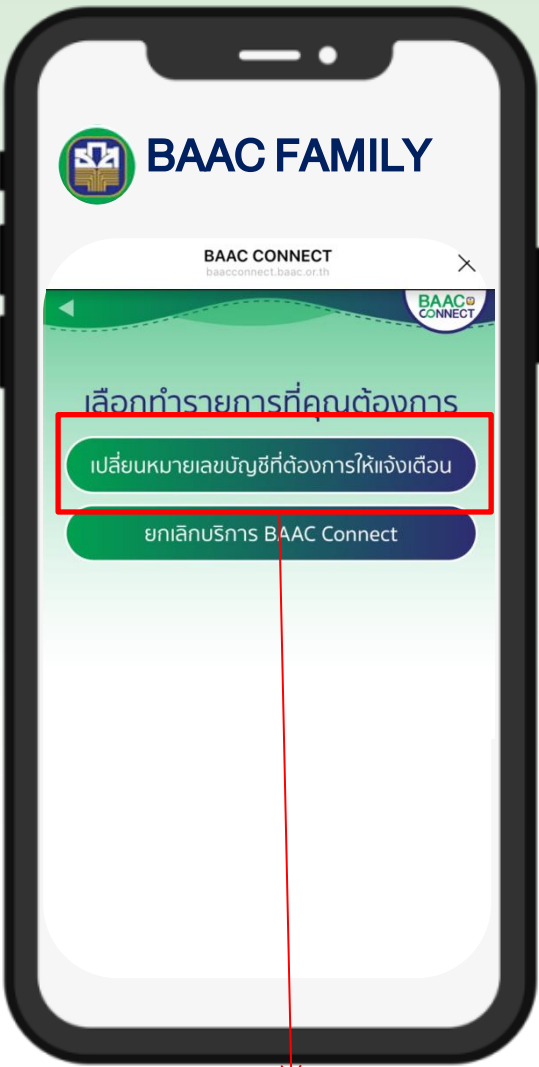 BAAC FAMILY
BAAC CONNECT
baacconnect.baac.or.th
BAAC
CONNECT
เลือกทำรายการที่คุณต้องการ
เปลี่ยนหมายเลขบัญชีที่ต้องการให้แจ้งเตือน
ยกเลิกบริการ BAAC Connect